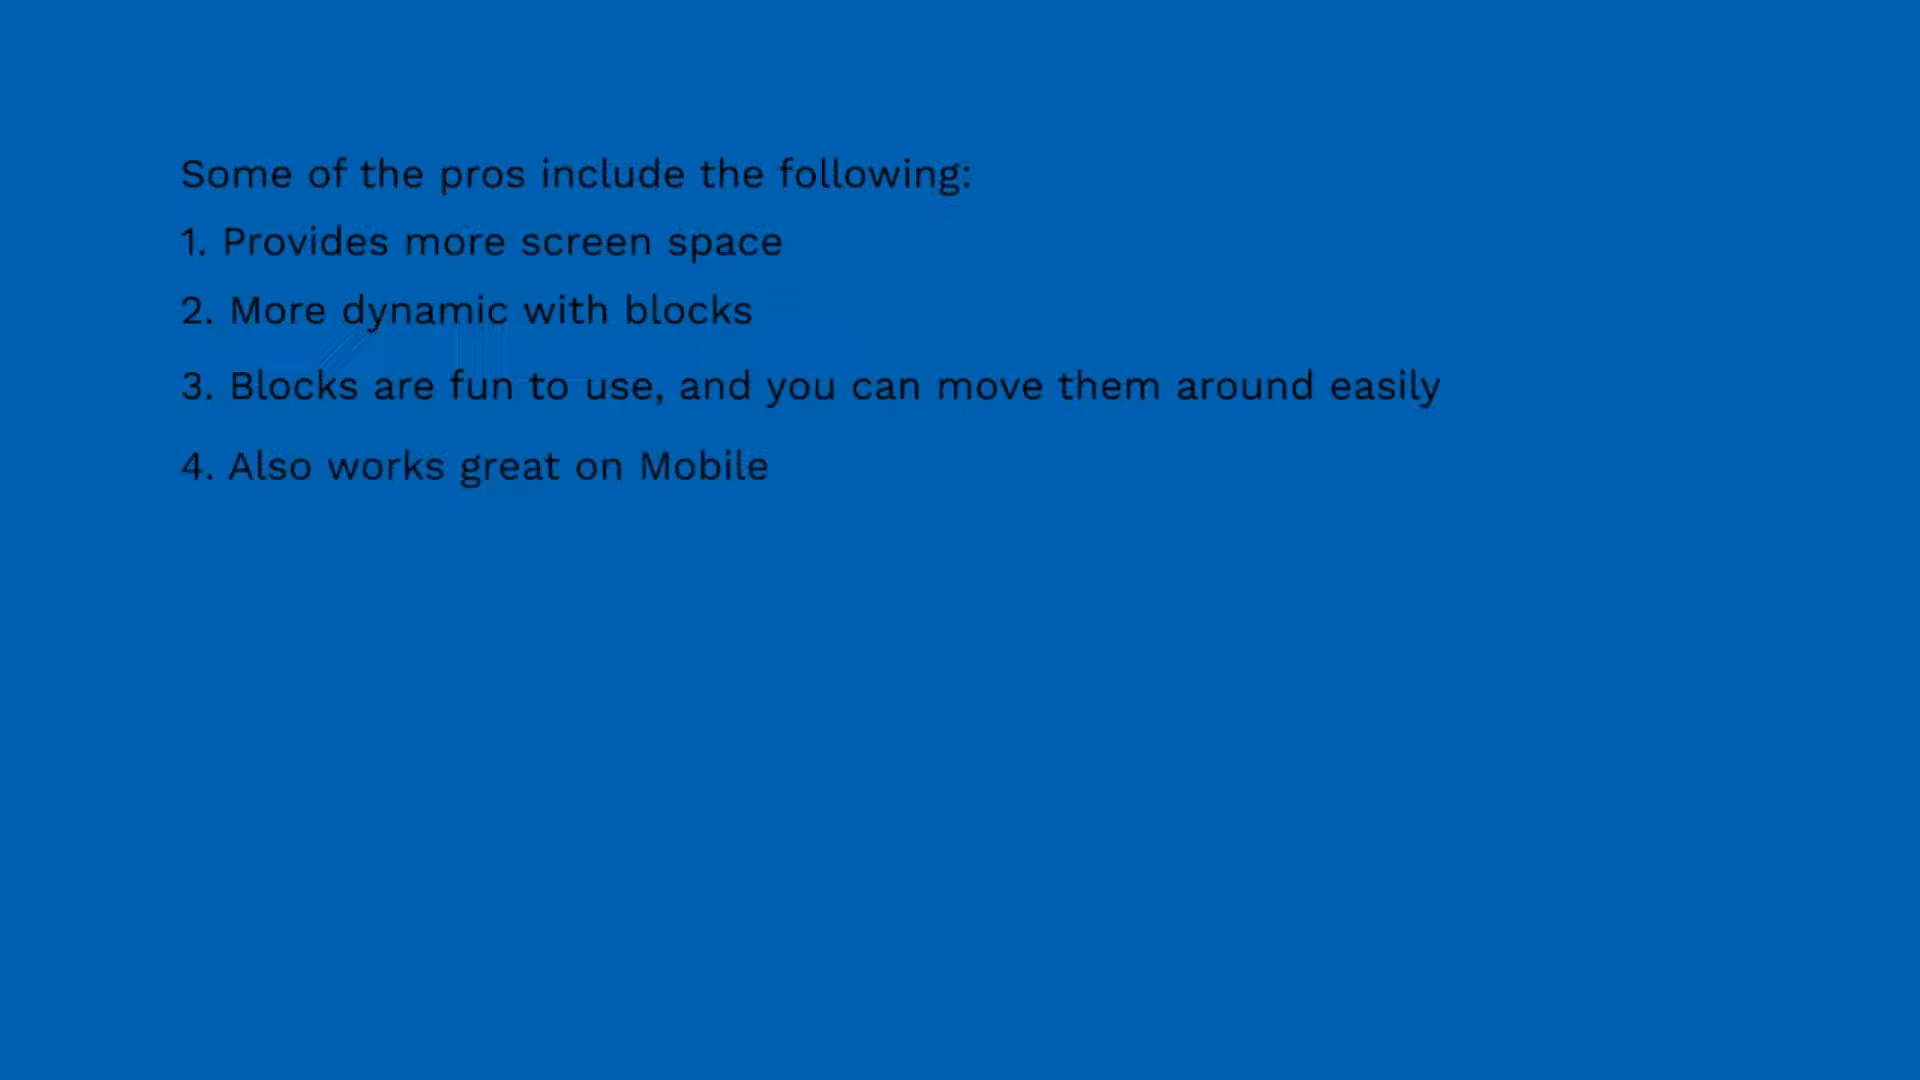 Some of the pros include the following:
1. Provides more screen space
2. More dynamic with blocks
3. Blocks are fun to use, and you can move them around easily
4. Also works great on Mobile